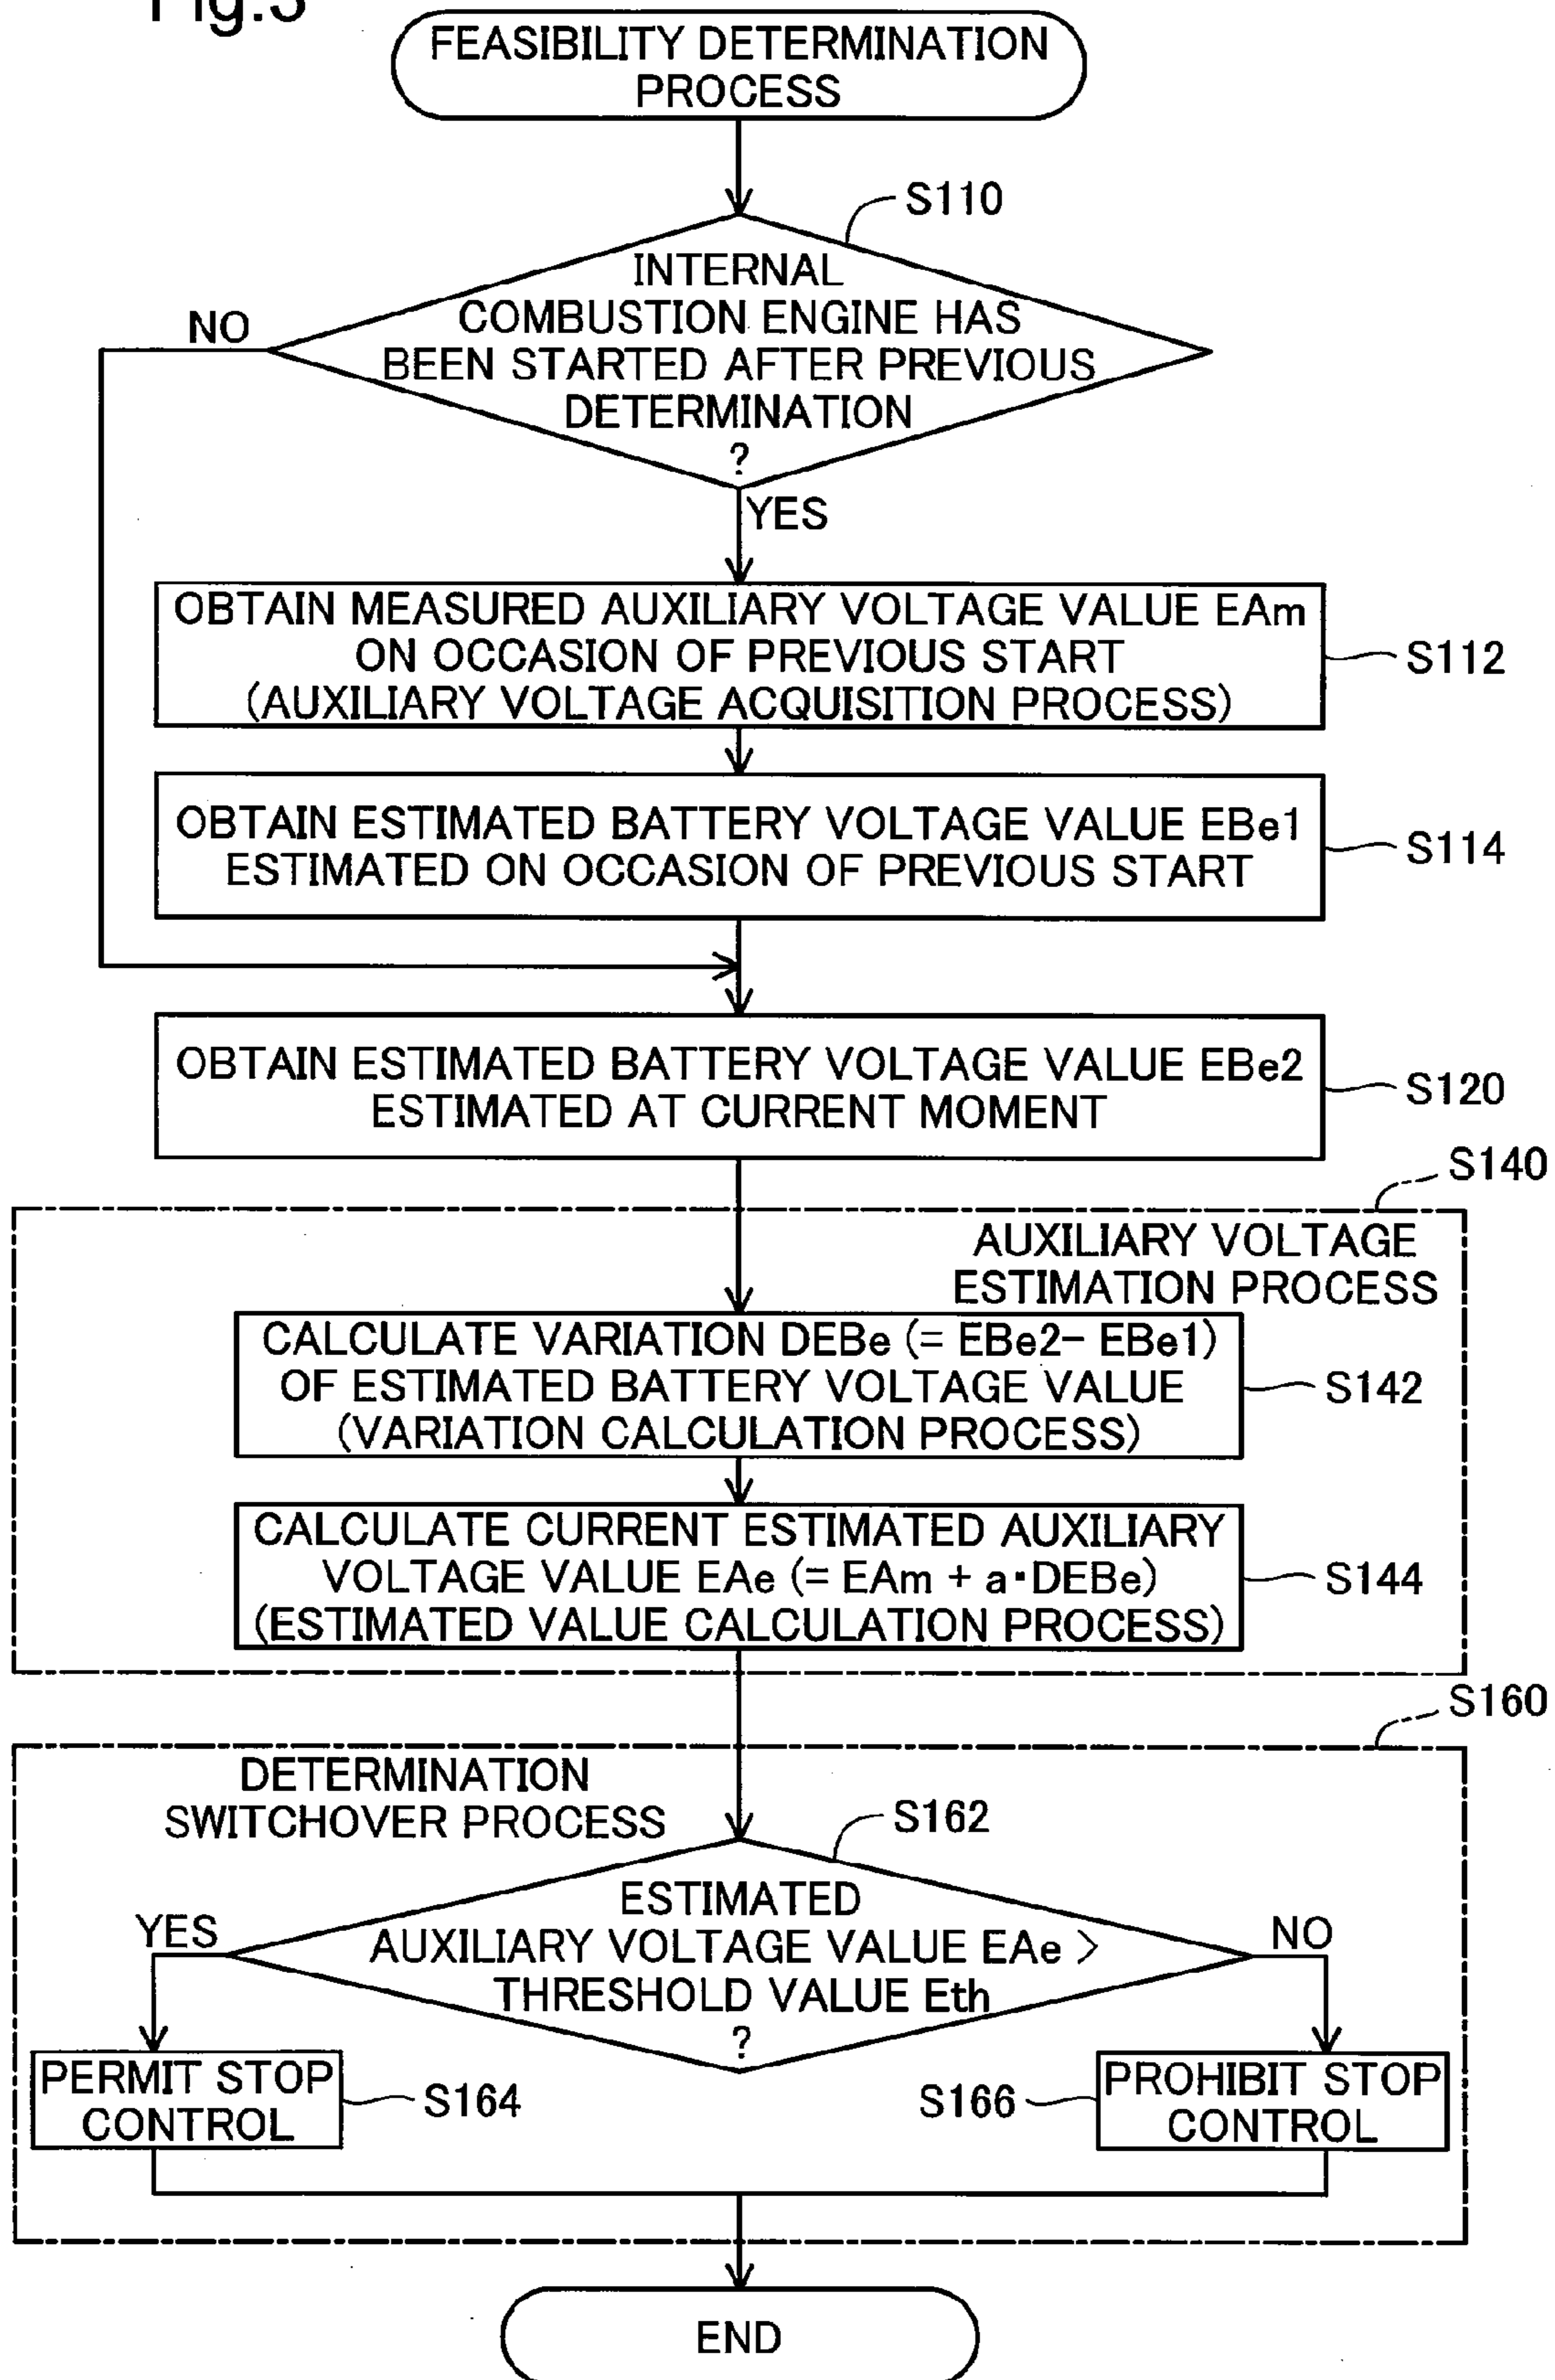 Fig.3
FEASIBILITY DETERMINATION
PROCESS
S110
INTERNAL
COMBUSTION ENGINE HAS
BEEN STARTED AFTER PREVIOUS
DETERMINATION
?
NO
YES
OBTAIN MEASURED AUXILIARY VOLTAGE VALUE EAm
ON OCCASION OF PREVIOUS START
(AUXILIARY VOLTAGE ACQUISITION PROCESS)
S112
OBTAIN ESTIMATED BATTERY VOLTAGE VALUE EBe1
ESTIMATED ON OCCASION OF PREVIOUS START
S114
OBTAIN ESTIMATED BATTERY VOLTAGE VALUE EBe2
ESTIMATED AT CURRENT MOMENT
S120
S140
AUXILIARY VOLTAGE
ESTIMATION PROCESS
CALCULATE VARIATION DEBe (= EBe2- EBe1)
OF ESTIMATED BATTERY VOLTAGE VALUE
(VARIATION CALCULATION PROCESS)
S142
CALCULATE CURRENT ESTIMATED AUXILIARY
VOLTAGE VALUE EAe (= EAm + a▪DEBe)
(ESTIMATED VALUE CALCULATION PROCESS)
S144
S160
DETERMINATION
SWITCHOVER PROCESS
S162
ESTIMATED
AUXILIARY VOLTAGE VALUE EAe >
THRESHOLD VALUE Eth
?
YES
NO
PERMIT STOP
CONTROL
S164
S166
PROHIBIT STOP
CONTROL
END